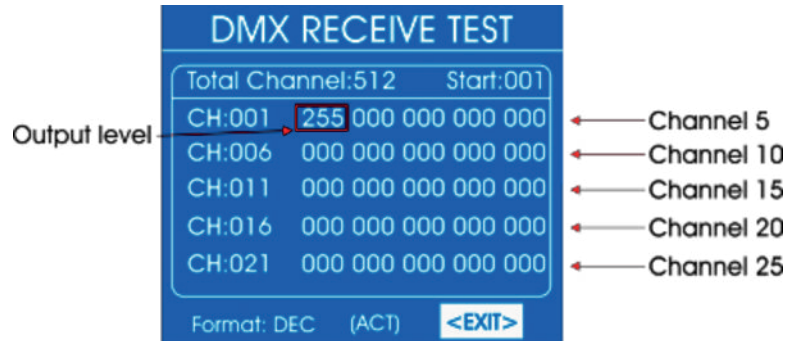 DMX RECEIVE TEST
Total Channel:512 Start:001
CH:001 255 000 000 000 000
CH:006 000 000 000 000 000
CH:011 000 000 000 000 000
CH:016 000 000 000 000 000
CH:021 000 000 000 000 000
Format: DEC (ACT) <EXIT>
Output level
Channel 5
Channel 10
Channel 15
Channel 20
Channel 25